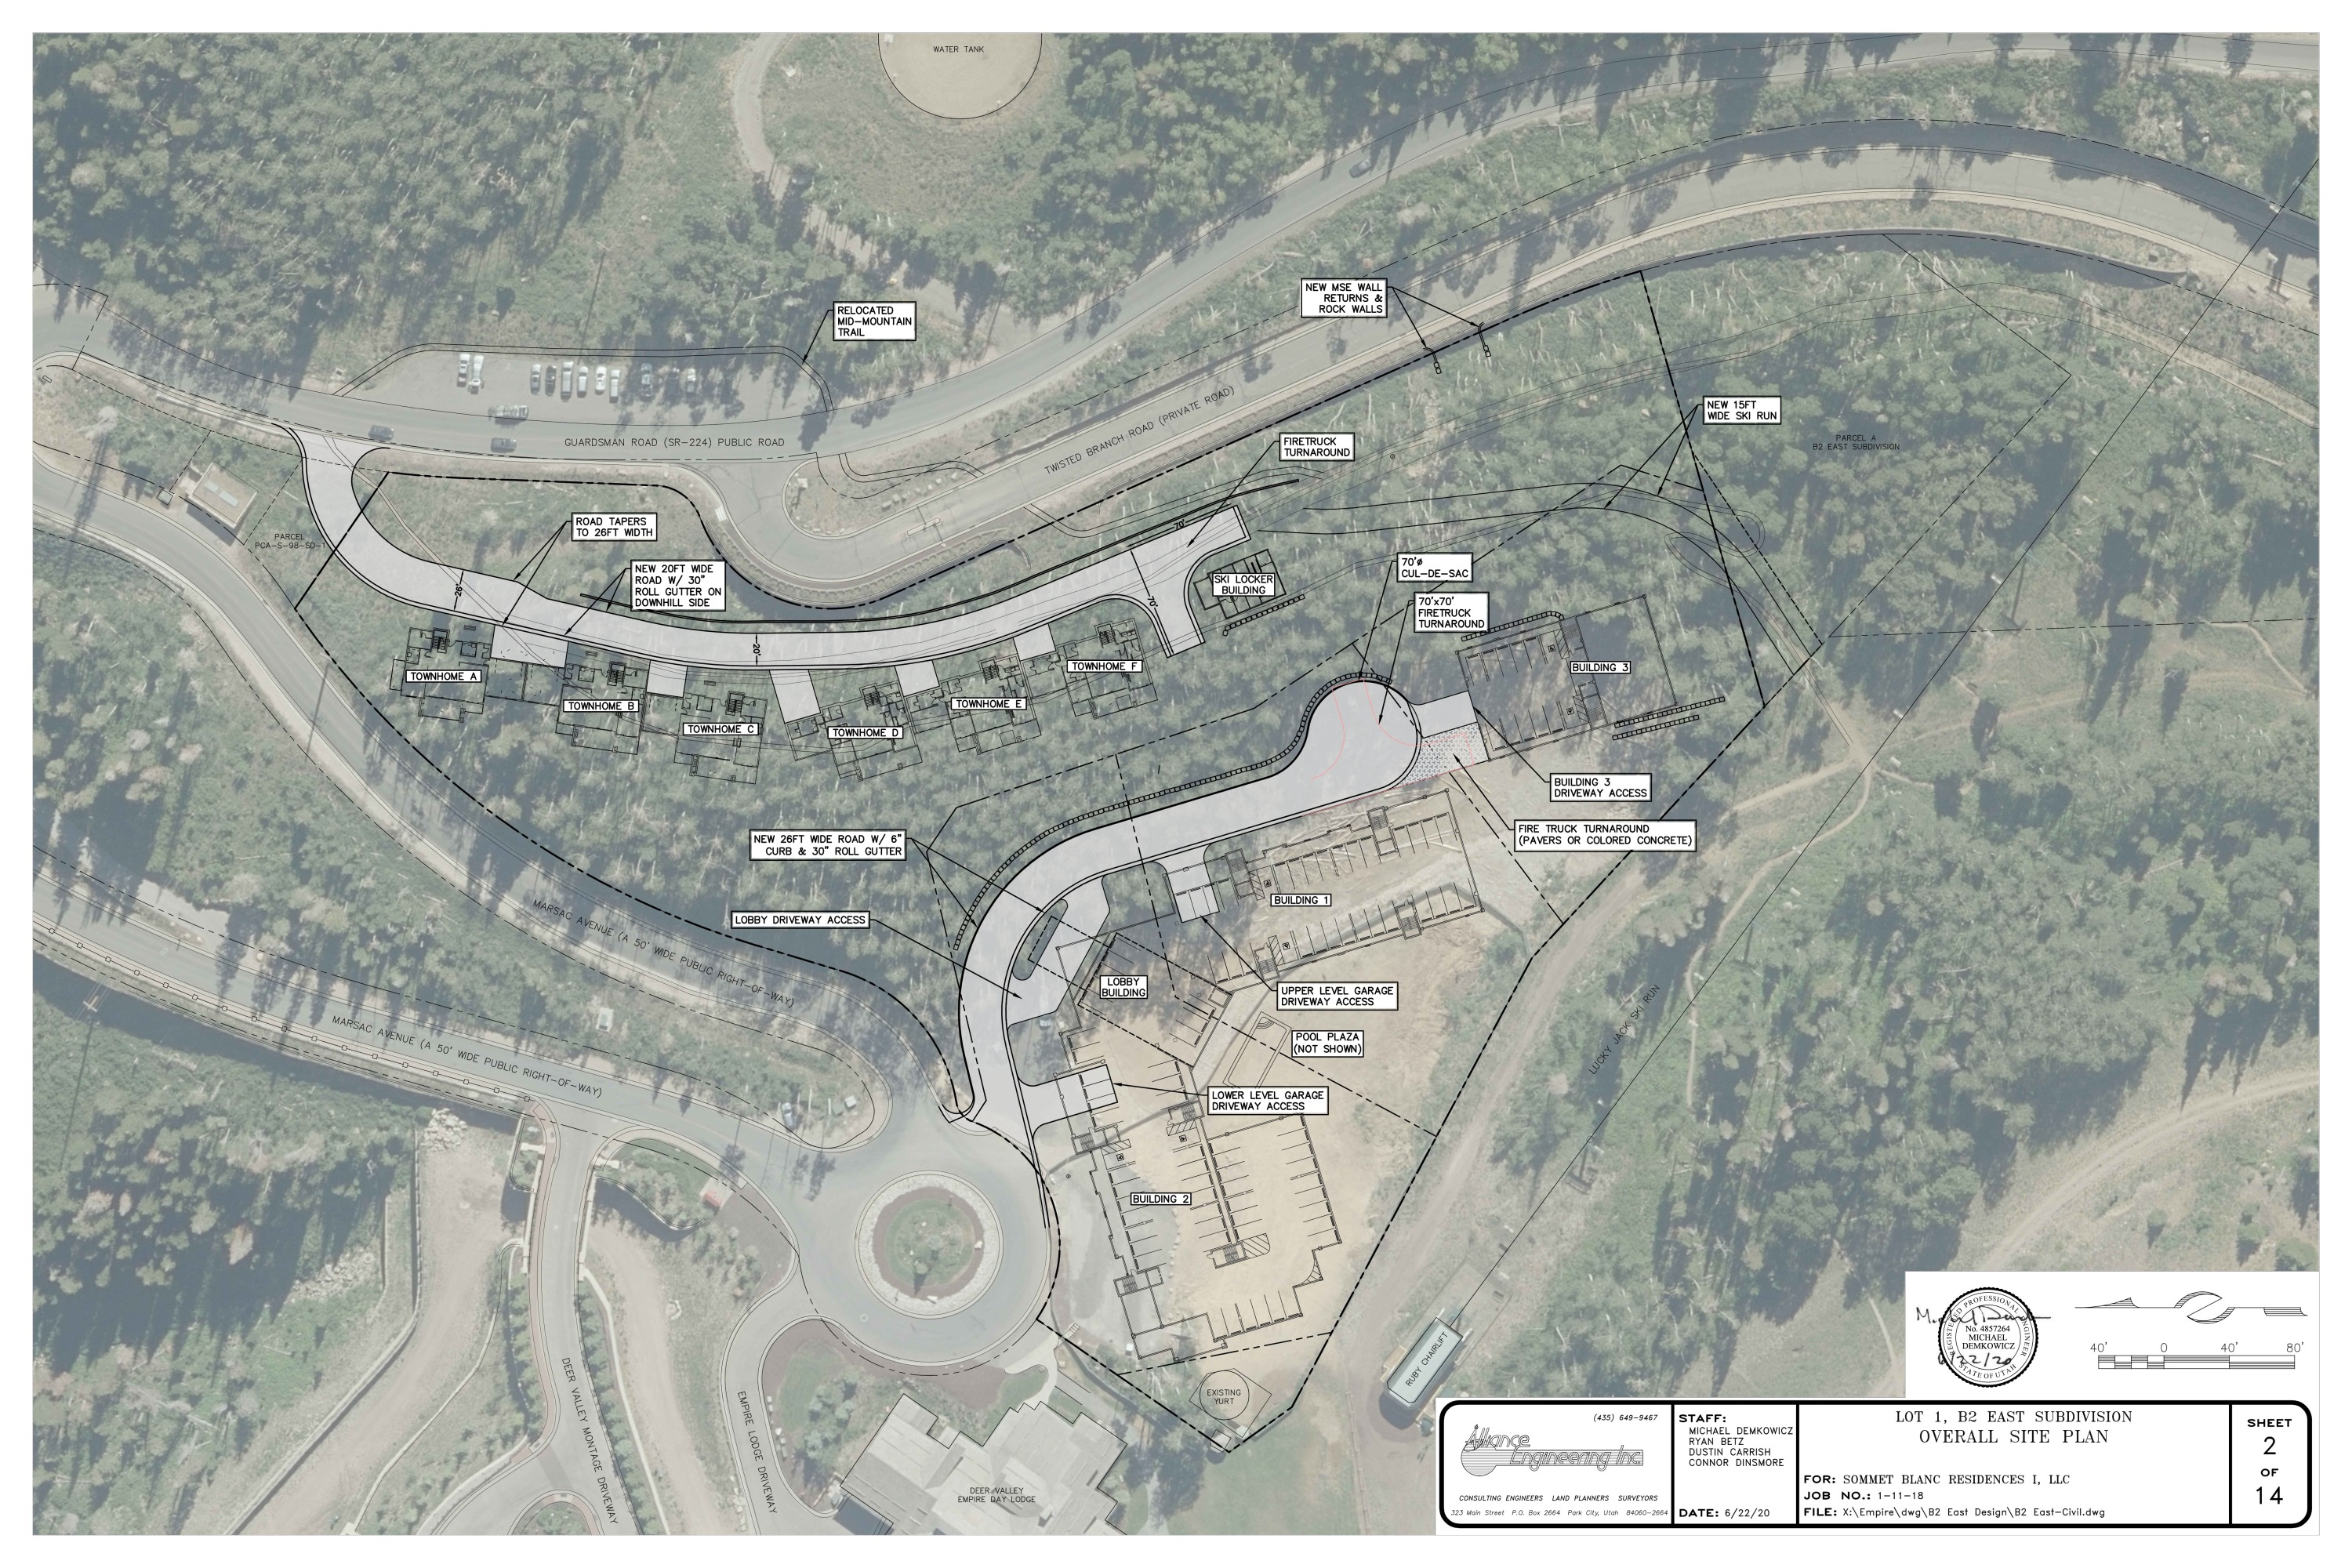 WATER TANK
RELOCATED
MID-MOUNTAIN
TRAIL
NEW MSE WALL
RETURNS &
ROCK WALLS
GUARDSMAN ROAD (SR-224) PUBLIC ROAD
TWISTED BRANCH ROAD (PRIVATE ROAD)
NEW 15FT
WIDE SKI RUN
PARCEL A
B2 EAST SUBDIVISION
FIRETRUCK
TURNAROUND
ROAD TAPERS
TO 26FT WIDTH
PARCEL
PCA-S-98-SD-1
NEW 20FT WIDE
ROAD W/ 30"
ROLL GUTTER ON
DOWNHILL SIDE
26'
20'
70'
70'
SKI LOCKER
BUILDING
70'ø
CUL-DE-SAC
70'x70'
FIRETRUCK
TURNAROUND
TOWNHOME A
TOWNHOME B
TOWNHOME C
TOWNHOME D
TOWNHOME E
TOWNHOME F
BUILDING 3
BUILDING 3
DRIVEWAY ACCESS
FIRE TRUCK TURNAROUND
(PAVERS OR COLORED CONCRETE)
NEW 26FT WIDE ROAD W/ 6"
CURB & 30" ROLL GUTTER
BUILDING 1
LOBBY DRIVEWAY ACCESS
MARSAC AVENUE (A 50' WIDE PUBLIC RIGHT-OF-WAY)
LOBBY
BUILDING
UPPER LEVEL GARAGE
DRIVEWAY ACCESS
POOL PLAZA
(NOT SHOWN)
LUCKY JACK SKI RUN
MARSAC AVENUE (A 50' WIDE PUBLIC RIGHT-OF-WAY)
LOWER LEVEL GARAGE
DRIVEWAY ACCESS
BUILDING 2
RUBY CHAIRLIFT
EXISTING
YURT
DEER VALLEY MONTAGE DRIVEWAY
EMPIRE LODGE DRIVEWAY
DEER VALLEY
EMPIRE DAY LODGE
REGISTERED PROFESSIONAL ENGINEER
No. 4857264
MICHAEL
DEMKOWICZ
6/22/20
STATE OF UTAH
40' 0 40' 80'
(435) 649-9467
Alliance
Engineering Inc
CONSULTING ENGINEERS LAND PLANNERS SURVEYORS
323 Main Street P.O. Box 2664 Park City, Utah 84060-2664
STAFF:
MICHAEL DEMKOWICZ
RYAN BETZ
DUSTIN CARRISH
CONNOR DINSMORE
DATE: 6/22/20
LOT 1, B2 EAST SUBDIVISION
OVERALL SITE PLAN
FOR: SOMMET BLANC RESIDENCES I, LLC
JOB NO.: 1-11-18
FILE: X:\Empire\dwg\B2 East Design\B2 East-Civil.dwg
SHEET
2
OF
14